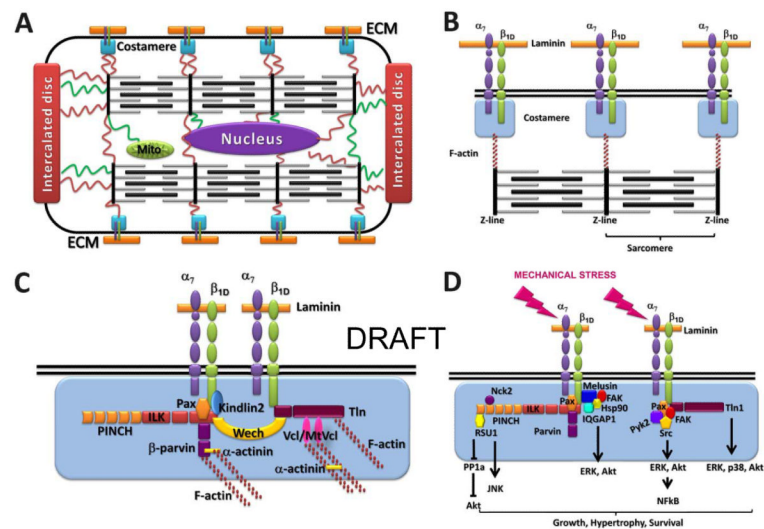 A
ECM
Costamere
Intercalated disc
Nucleus
Mito
Intercalated disc
ECM
B
α7 β1D
Laminin
Costamere
F-actin
Z-line Z-line Z-line
Sarcomere
C
α7 β1D α7 β1D
Laminin
DRAFT
Pax Kindlin2
PINCH ILK Tln
Wech
β-parvin α-actinin Vcl/MtVcl F-actin
α-actinin
F-actin
D
MECHANICAL STRESS
α7 β1D α7 β1D
Laminin
Nck2 Pax Melusin FAK Hsp90 Pax Tln1
ILK PINCH IQGAP1 FAK
RSU1 Parvin Pyk2 Src
PP1a ERK, Akt ERK, Akt ERK, p38, Akt
JNK
Akt NFkB
Growth, Hypertrophy, Survival